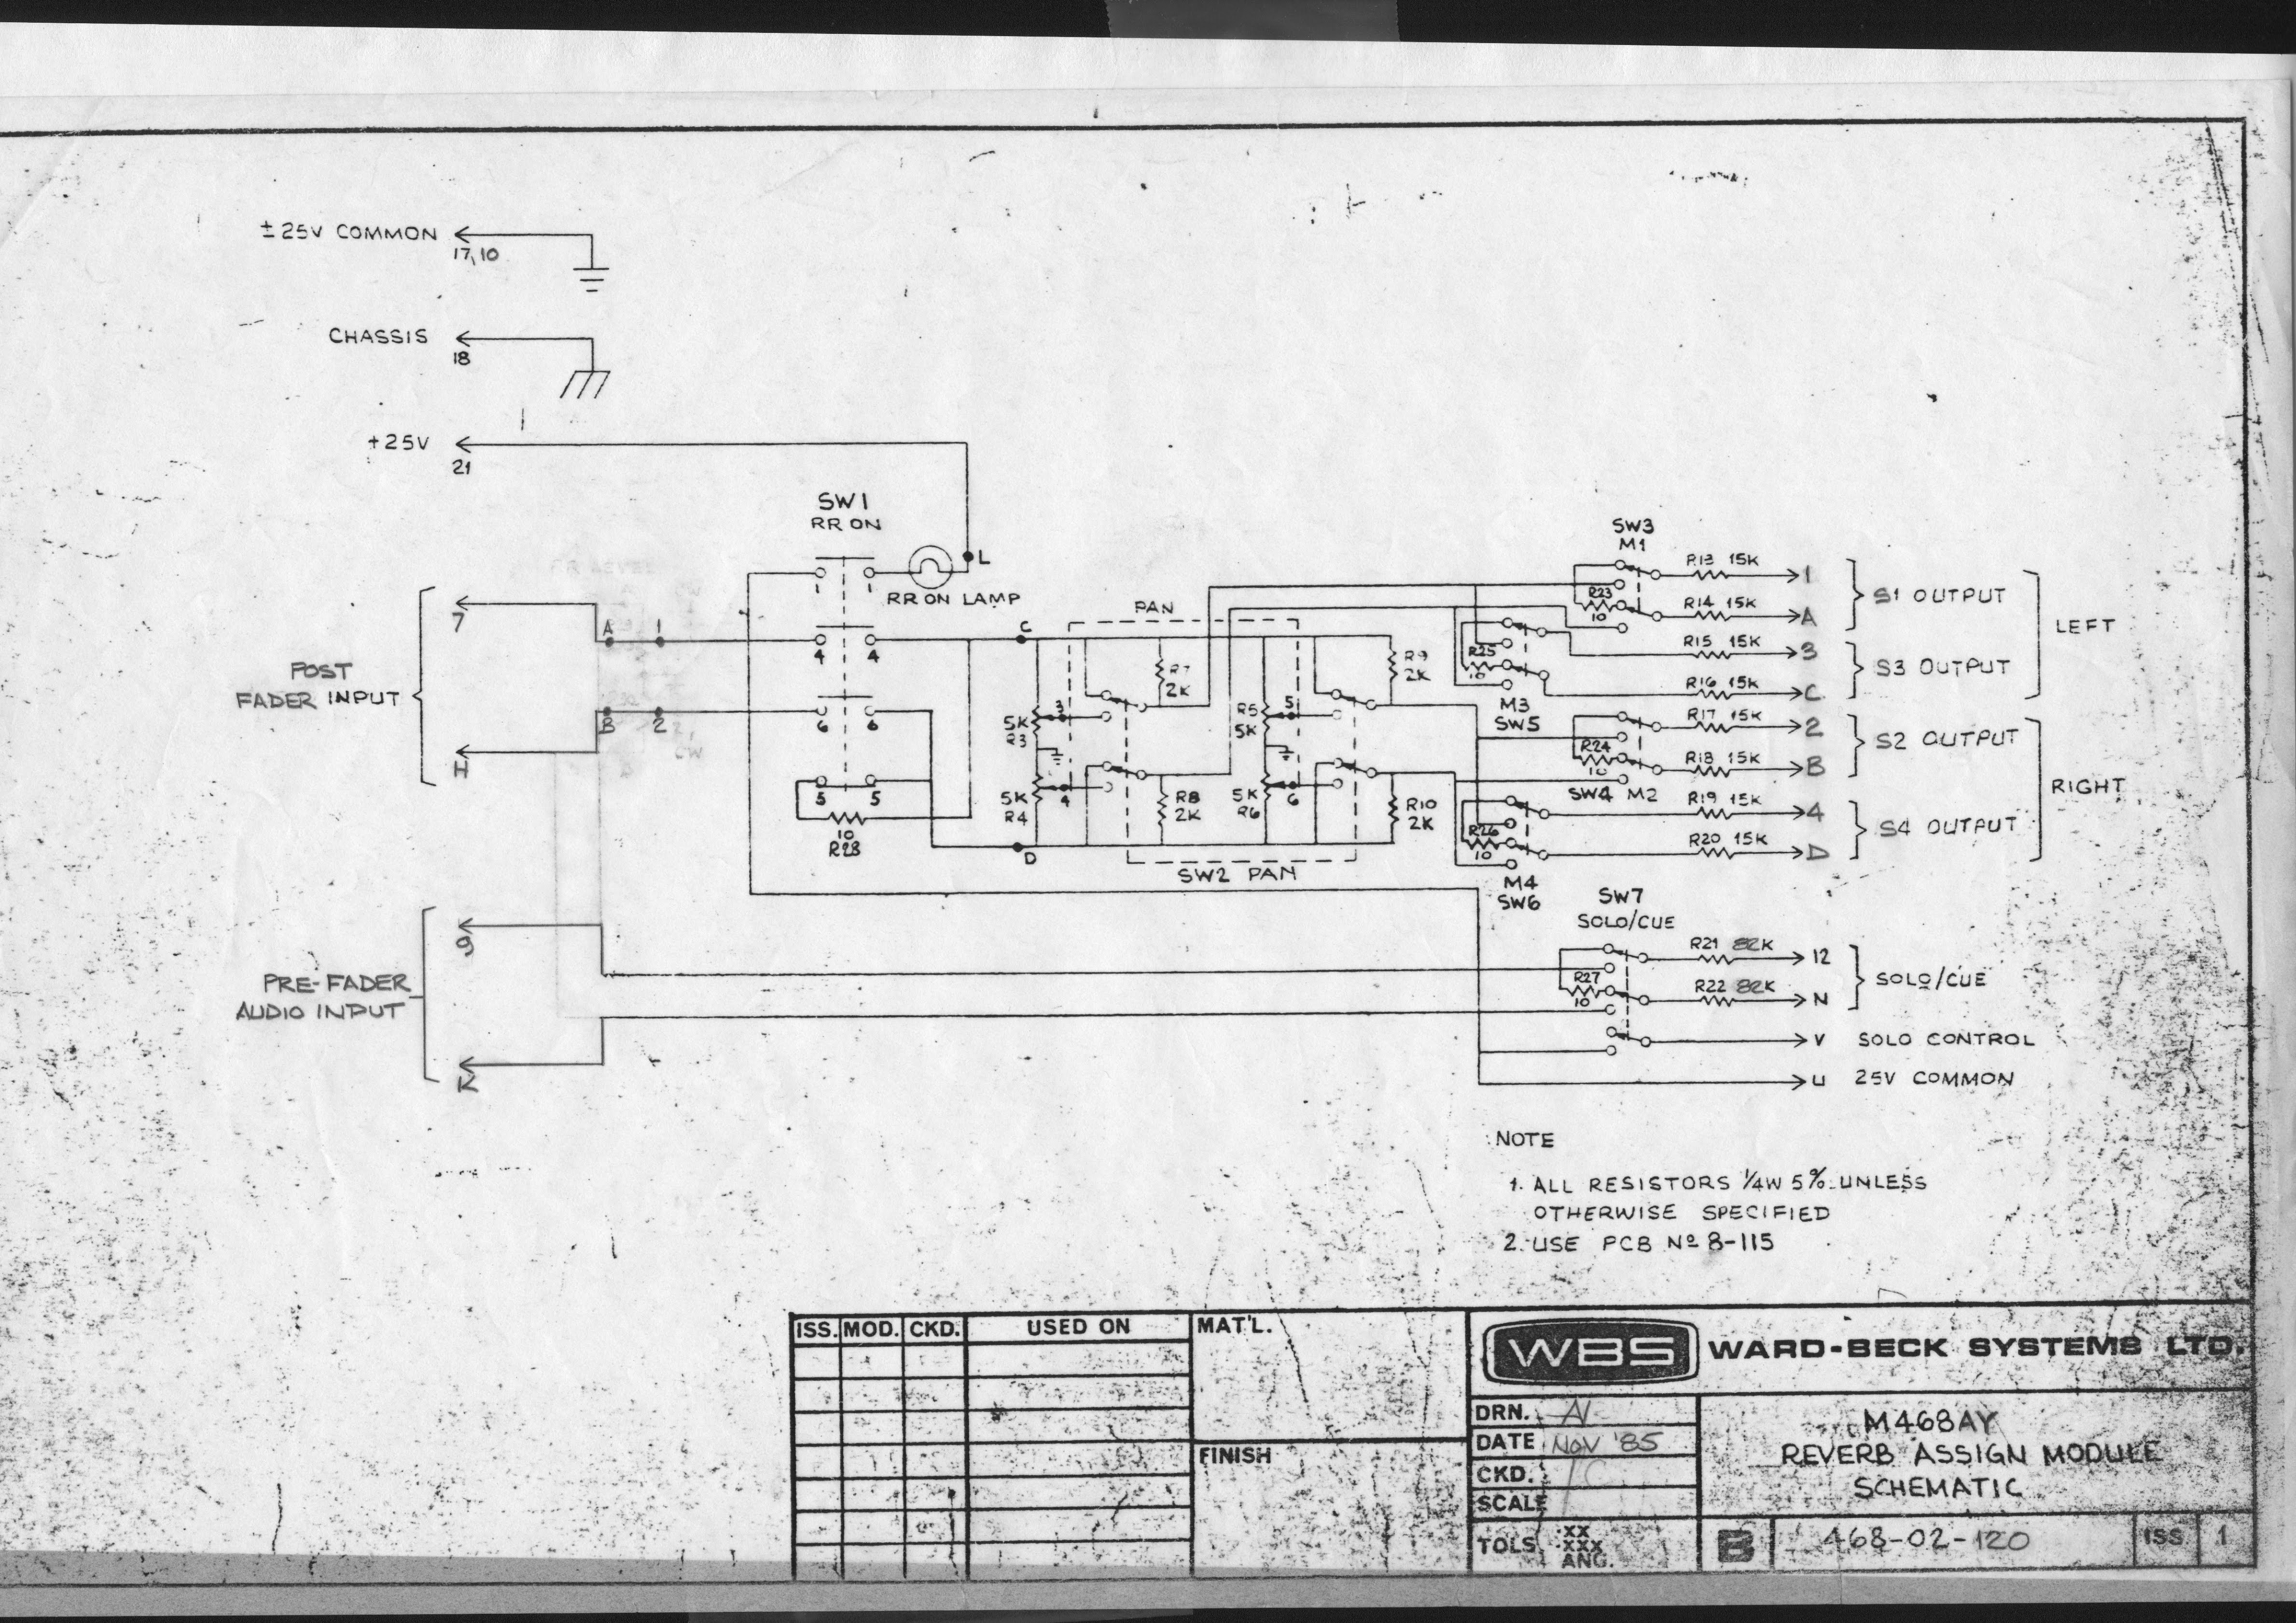 ± 25V COMMON
17,10
CHASSIS
18
+25V
21
SW1
RR ON
L
RR ON LAMP
1 1
4 4
6 6
5 5
10
R28
POST
FADER INPUT
7
H
A 1
B 2
PRE-FADER
AUDIO INPUT
9
K
C
D
PAN
5K
R3
3
5K
R4
4
R7
2K
R8
2K
R5
5K
5
5K
R6
6
R9
2K
R10
2K
SW2 PAN
SW3
M1
R23
10
R13 15K 1
R14 15K A
S1 OUTPUT
R25
10
M3
SW5
R15 15K 3
R16 15K C
S3 OUTPUT
LEFT
R24
10
SW4 M2
R17 15K 2
R18 15K B
S2 OUTPUT
R26
10
M4
SW6
R19 15K 4
R20 15K D
S4 OUTPUT
RIGHT
SW7
SOLO/CUE
R27
10
R21 82K 12
R22 82K N
SOLO/CUE
V SOLO CONTROL
U 25V COMMON
NOTE
1. ALL RESISTORS 1/4W 5% UNLESS
OTHERWISE SPECIFIED
2. USE PCB Nº 8-115
ISS. MOD. CKD. USED ON
MAT'L.
FINISH
WBS WARD-BECK SYSTEMS LTD.
DRN.
DATE NOV '85
CKD.
SCALE
TOLS. .XX
.XXX
ANG.
M468AY
REVERB ASSIGN MODULE
SCHEMATIC
B 468-02-120 ISS 1